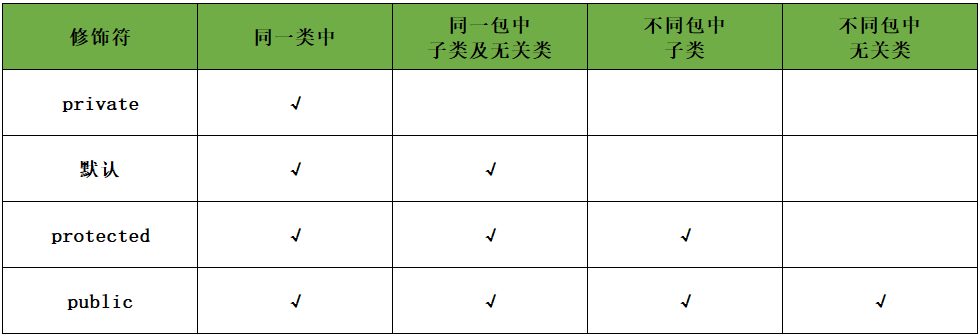 修饰符 同一类中 同一包中 不同包中 不同包中
子类及无关类 子类 无关类
private √
默认 √ √
protected √ √ √
public √ √ √ √